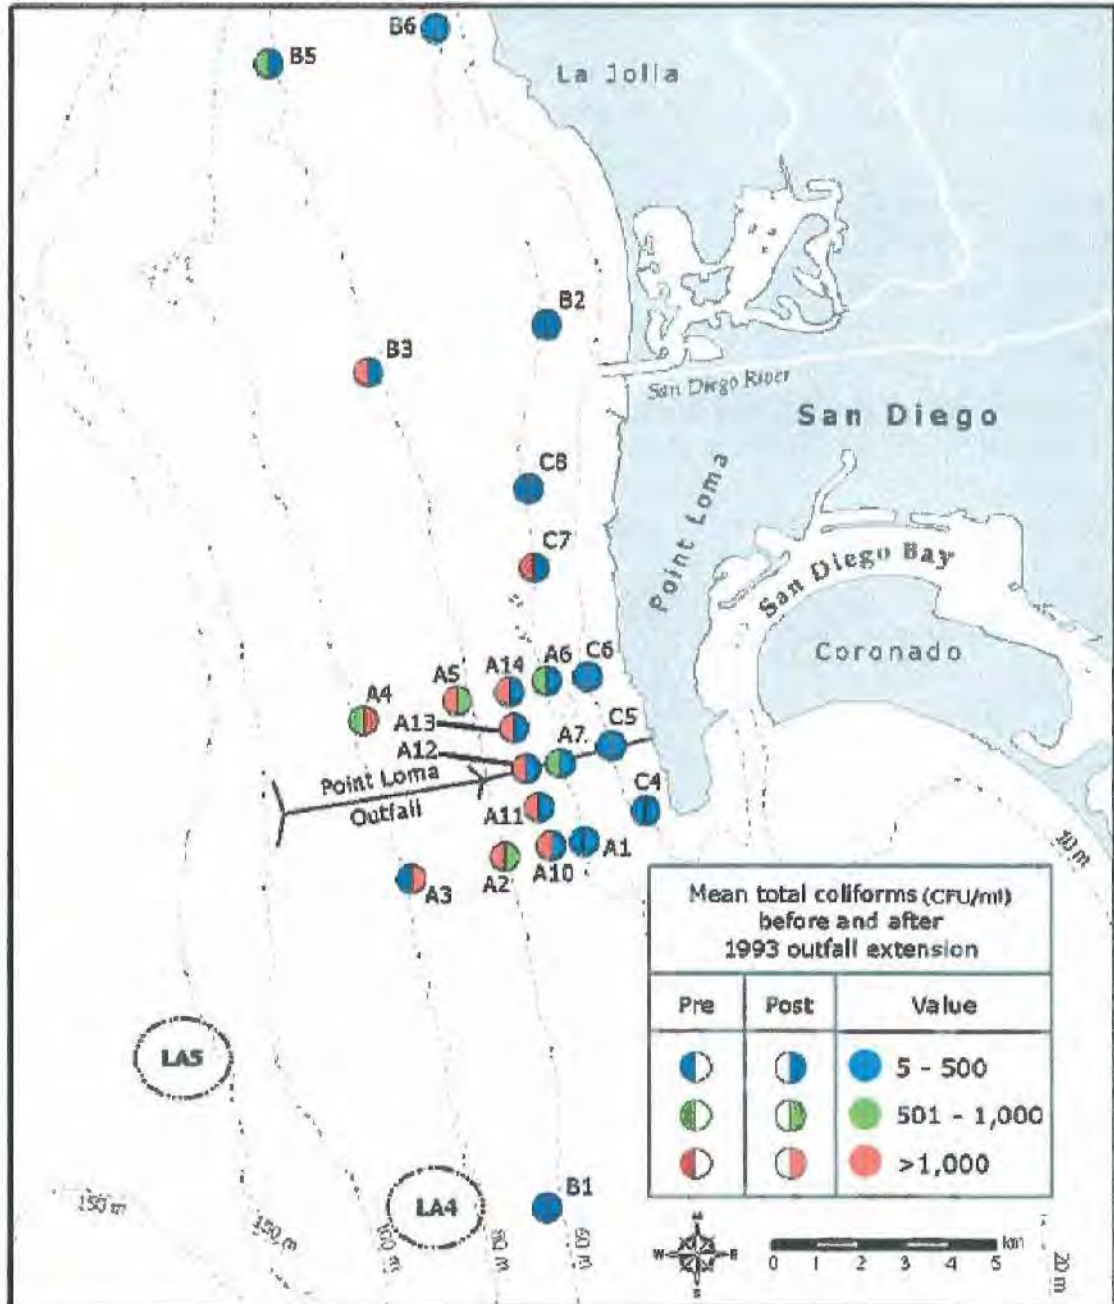 B6
B5
La Jolla
B2
B3
San Diego River
San Diego
C8
Point Loma
C7
San Diego Bay
Coronado
A6
C6
A14
A5
A4
A13
C5
A7
A12
Point Loma
Outfall
C4
A11
A1
A10
A2
A3
10 m
Mean total coliforms (CFU/ml)
before and after
1993 outfall extension
Pre Post Value
5 - 500
501 - 1,000
>1,000
LA5
LA4
B1
150 m
150 m
100 m
80 m
60 m
20 m
N
W E
S
km
0 1 2 3 4 5